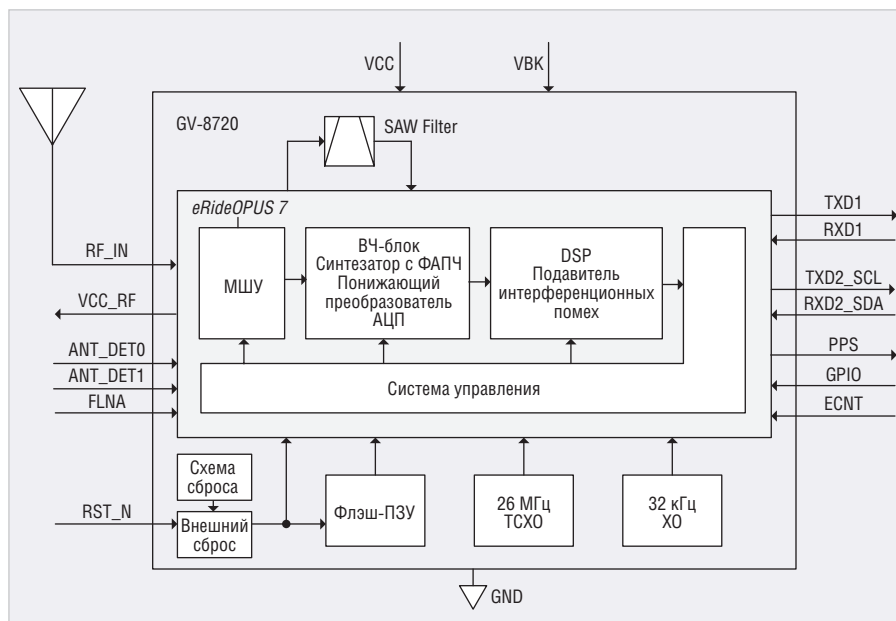 VCC
VBK
GV-8720
SAW Filter
eRideOPUS 7
RF_IN
VCC_RF
ANT_DET0
ANT_DET1
FLNA
RST_N
МШУ
ВЧ-блок
Синтезатор с ФАПЧ
Понижающий
преобразователь
АЦП
DSP
Подавитель
интерференционных
помех
Система управления
TXD1
RXD1
TXD2_SCL
RXD2_SDA
PPS
GPIO
ECNT
Схема
сброса
Внешний
сброс
Флэш-ПЗУ
26 МГц
TCXO
32 кГц
XO
GND